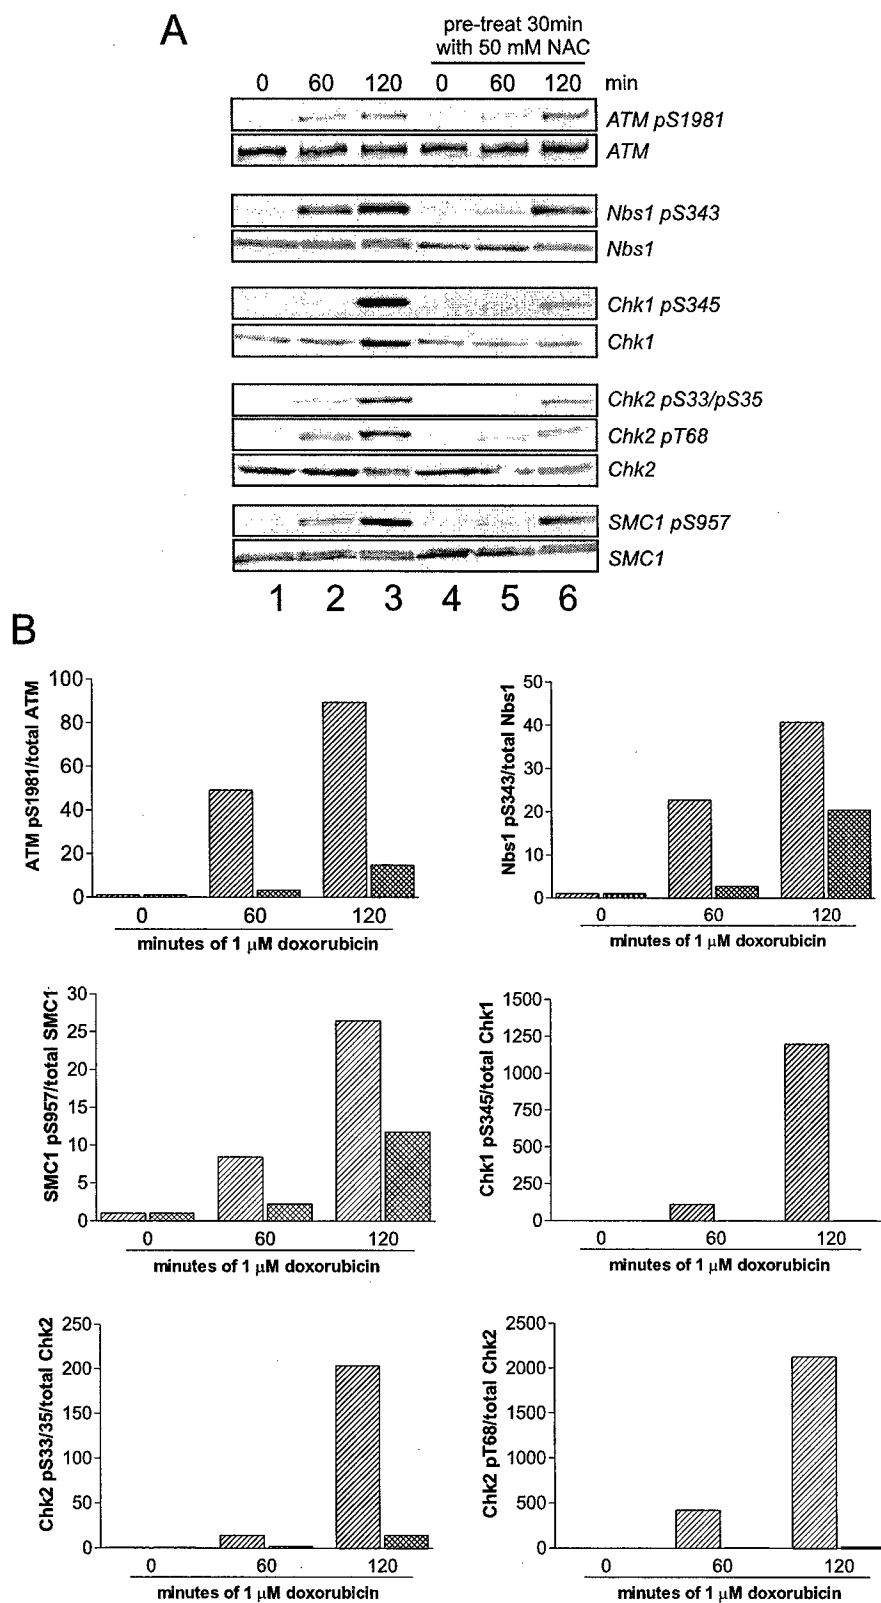 A
pre-treat 30min
with 50 mM NAC
0 60 120 0 60 120 min
ATM pS1981
ATM
Nbs1 pS343
Nbs1
Chk1 pS345
Chk1
Chk2 pS33/pS35
Chk2 pT68
Chk2
SMC1 pS957
SMC1
1 2 3 4 5 6
B
ATM pS1981/total ATM
100
80
60
40
20
0
0 60 120
minutes of 1 μM doxorubicin
Nbs1 pS343/total Nbs1
50
40
30
20
10
0
0 60 120
minutes of 1 μM doxorubicin
SMC1 pS957/total SMC1
30
25
20
15
10
5
0
0 60 120
minutes of 1 μM doxorubicin
Chk1 pS345/total Chk1
1500
1250
1000
750
500
250
0
0 60 120
minutes of 1 μM doxorubicin
Chk2 pS33/35/total Chk2
250
200
150
100
50
0
0 60 120
minutes of 1 μM doxorubicin
Chk2 pT68/total Chk2
2500
2000
1500
1000
500
0
0 60 120
minutes of 1 μM doxorubicin